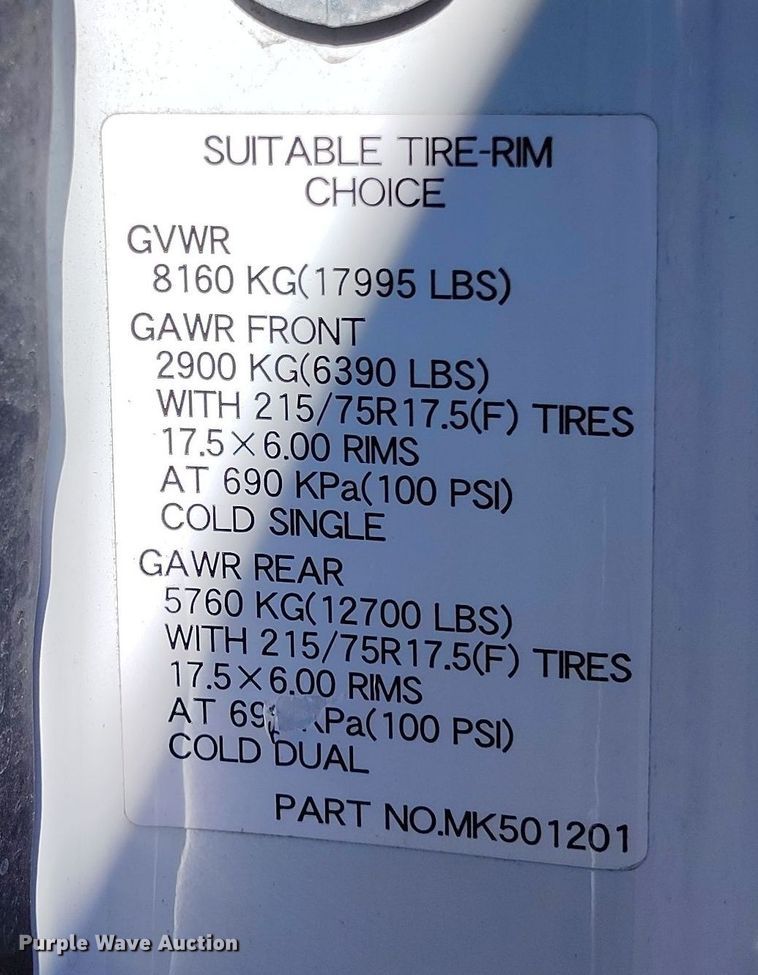 SUITABLE TIRE-RIM
CHOICE
GVWR
8160 KG(17995 LBS)
GAWR FRONT
2900 KG(6390 LBS)
WITH 215/75R17.5(F) TIRES
17.5×6.00 RIMS
AT 690 KPa(100 PSI)
COLD SINGLE
GAWR REAR
5760 KG(12700 LBS)
WITH 215/75R17.5(F) TIRES
17.5×6.00 RIMS
AT (100 PSI)
COLD DUAL
PART NO.MK501201
Purple Wave Auction